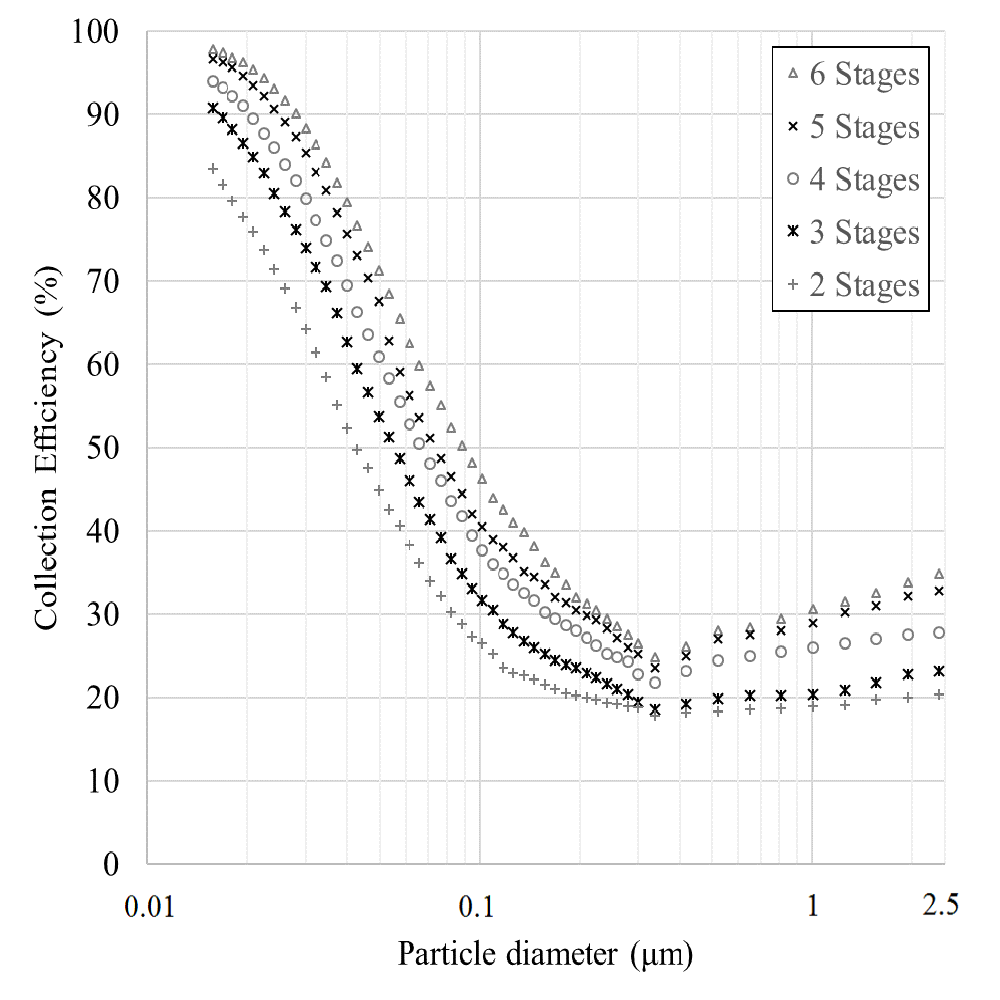 100
90
80
70
60
50
40
30
20
10
0
Collection Efficiency (%)
6 Stages
5 Stages
4 Stages
3 Stages
2 Stages
0.01
0.1
1
2.5
Particle diameter (μm)